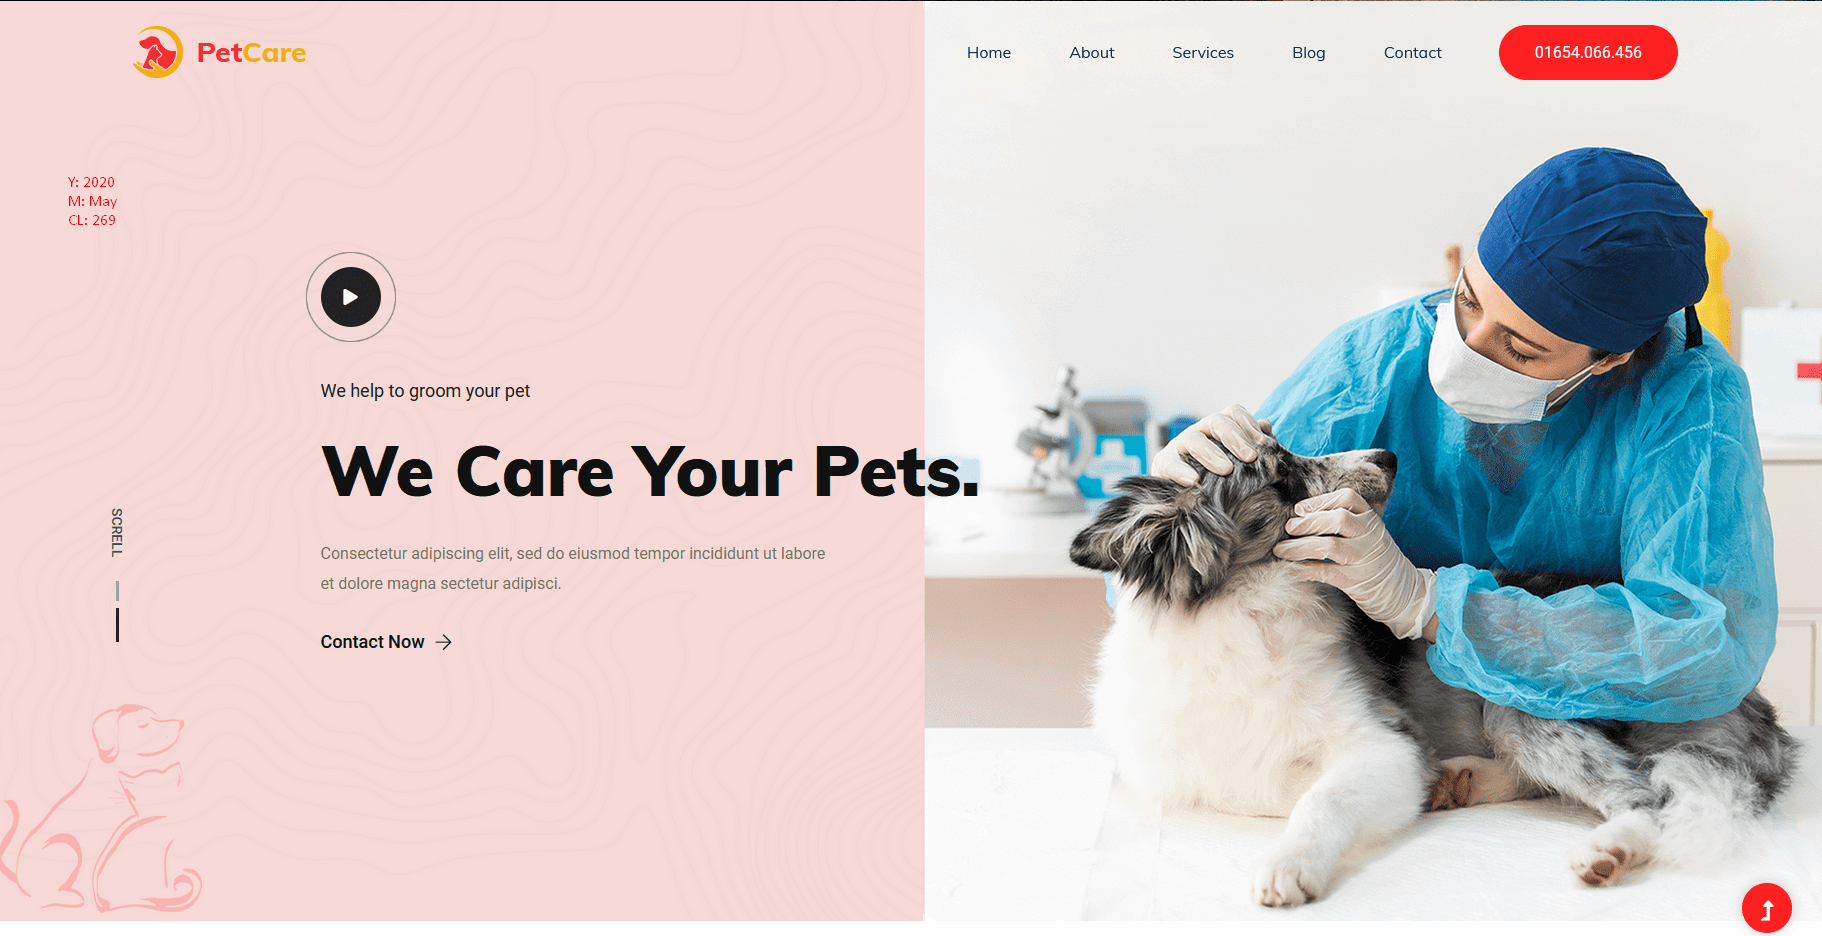 PetCare
Home
About
Services
Blog
Contact
01654.066.456
Y: 2020
M: May
CL: 269
We help to groom your pet
We Care Your Pets.
SCRELL
Consectetur adipiscing elit, sed do eiusmod tempor incididunt ut labore
et dolore magna sectetur adipisci.
Contact Now